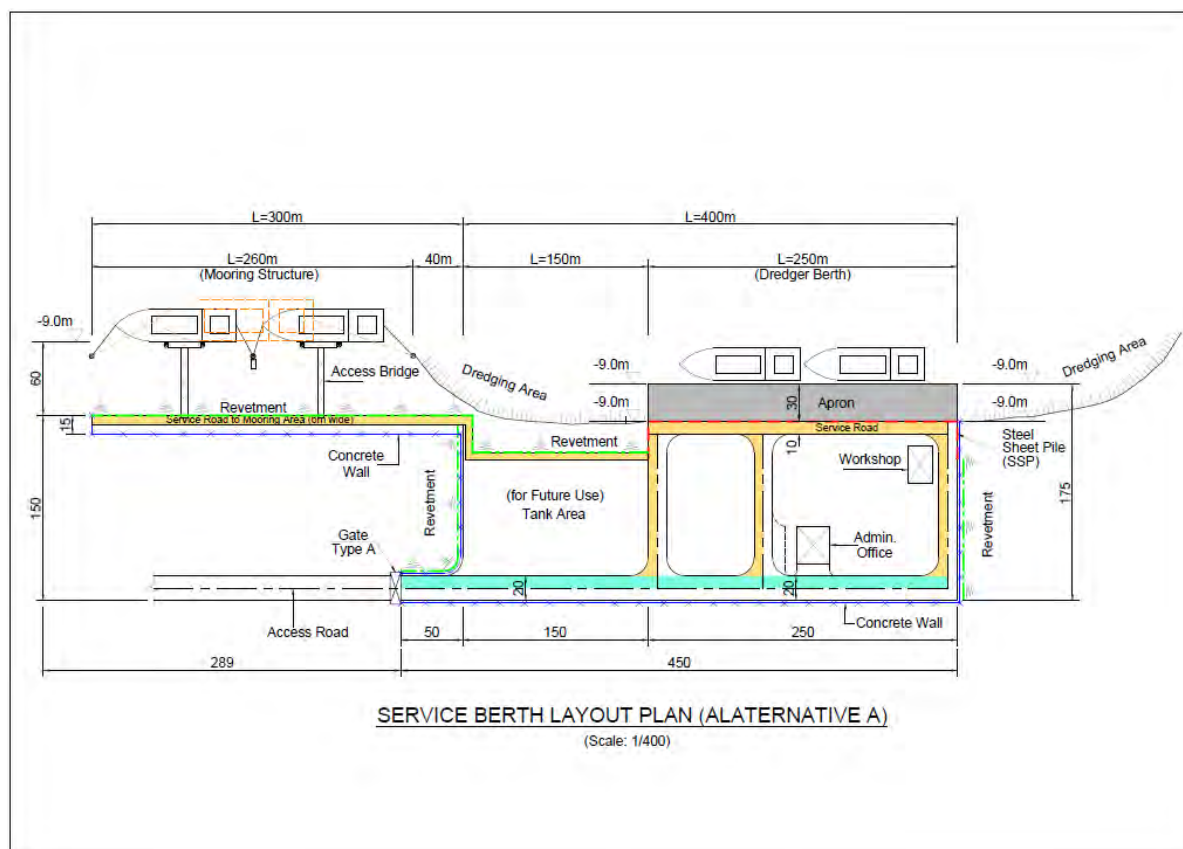 L=300m
L=400m
L=260m
(Mooring Structure)
40m
L=150m
L=250m
(Dredger Berth)
-9.0m
60
15
150
Access Bridge
Dredging Area
-9.0m
-9.0m
30
Apron
-9.0m
-9.0m
Dredging Area
Revetment
Service Road to Mooring Area (6m wide)
Revetment
Service Road
10
Steel
Sheet Pile
(SSP)
Concrete
Wall
Workshop
175
Revetment
(for Future Use)
Tank Area
Revetment
Gate
Type A
Admin.
Office
20
20
Access Road
Concrete Wall
50
150
250
289
450
SERVICE BERTH LAYOUT PLAN (ALATERNATIVE A)
(Scale: 1/400)